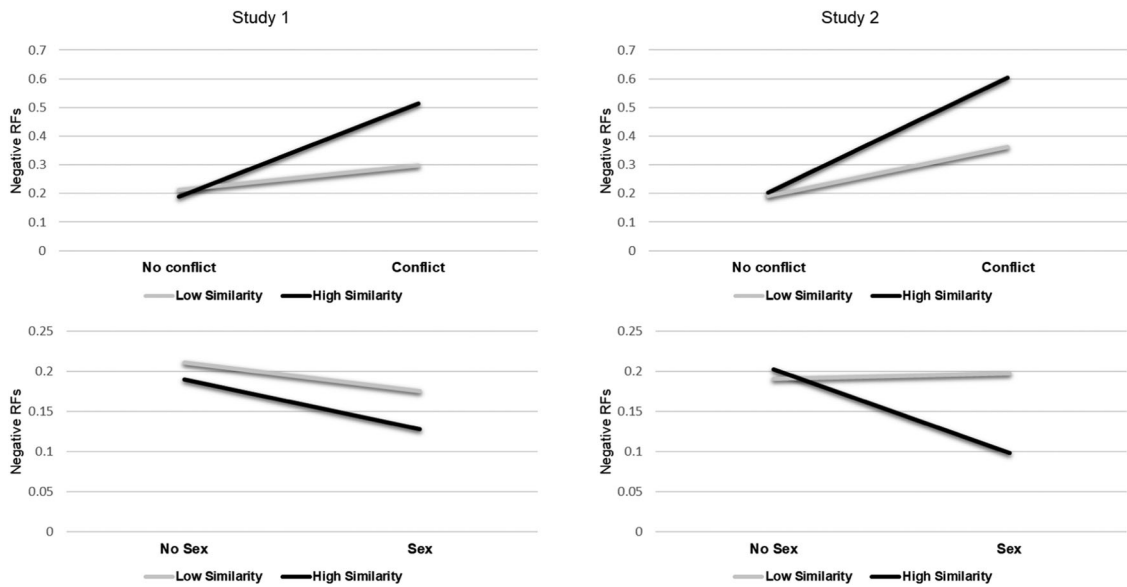 Study 1
Negative RFs
0.7
0.6
0.5
0.4
0.3
0.2
0.1
0
No conflict Conflict
Low Similarity High Similarity
Study 2
Negative RFs
0.7
0.6
0.5
0.4
0.3
0.2
0.1
0
No conflict Conflict
Low Similarity High Similarity
Negative RFs
0.25
0.2
0.15
0.1
0.05
0
No Sex Sex
Low Similarity High Similarity
Negative RFs
0.25
0.2
0.15
0.1
0.05
0
No Sex Sex
Low Similarity High Similarity